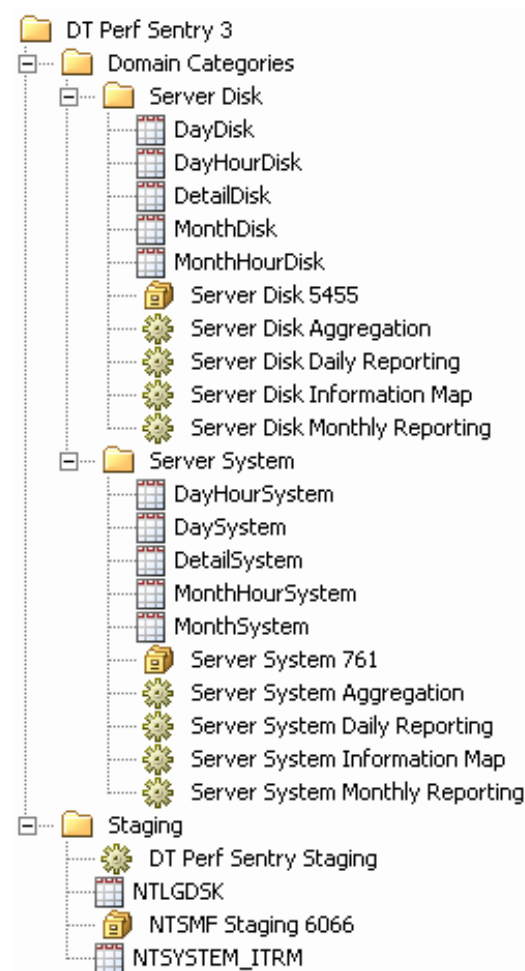 DT Perf Sentry 3
Domain Categories
Server Disk
DayDisk
DayHourDisk
DetailDisk
MonthDisk
MonthHourDisk
Server Disk 5455
Server Disk Aggregation
Server Disk Daily Reporting
Server Disk Information Map
Server Disk Monthly Reporting
Server System
DayHourSystem
DaySystem
DetailSystem
MonthHourSystem
MonthSystem
Server System 761
Server System Aggregation
Server System Daily Reporting
Server System Information Map
Server System Monthly Reporting
Staging
DT Perf Sentry Staging
NTLGDSK
NTSMF Staging 6066
NTSYSTEM_ITRM